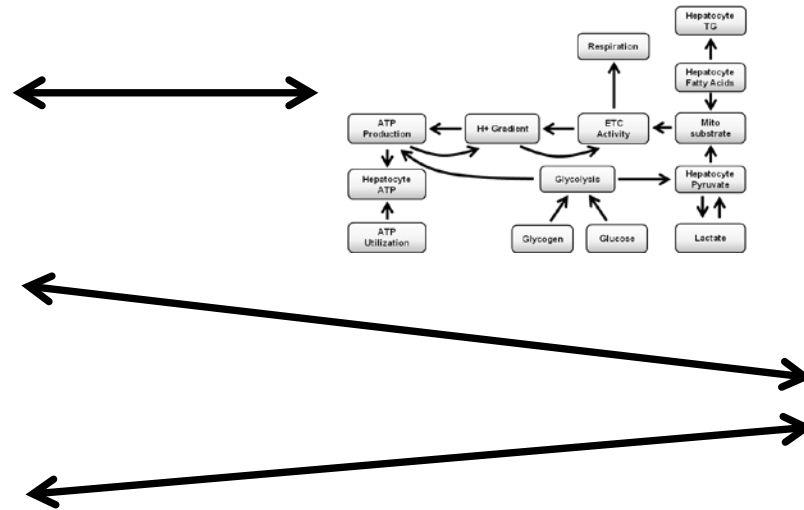 Hepatocyte
TG
Respiration
Hepatocyte
Fatty Acids
ATP
Production
H+ Gradient
ETC
Activity
Mito
substrate
Hepatocyte
ATP
Glycolysis
Hepatocyte
Pyruvate
ATP
Utilization
Glycogen
Glucose
Lactate